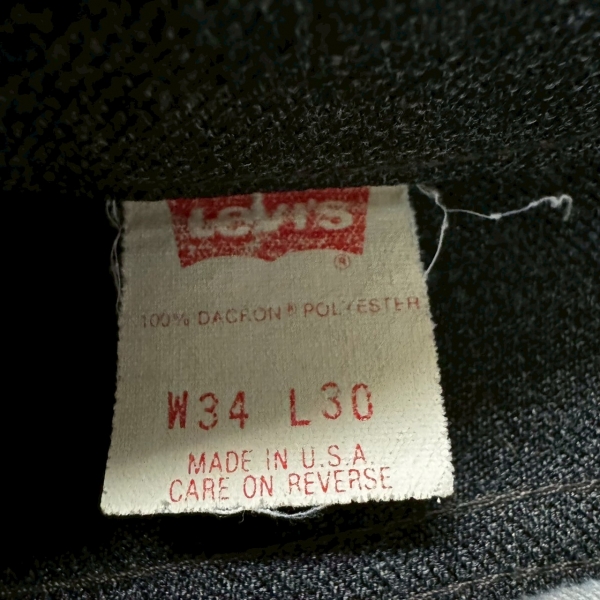 Levi's
®
100% DACRON® POLYESTER
W34 L30
MADE IN U.S.A
CARE ON REVERSE